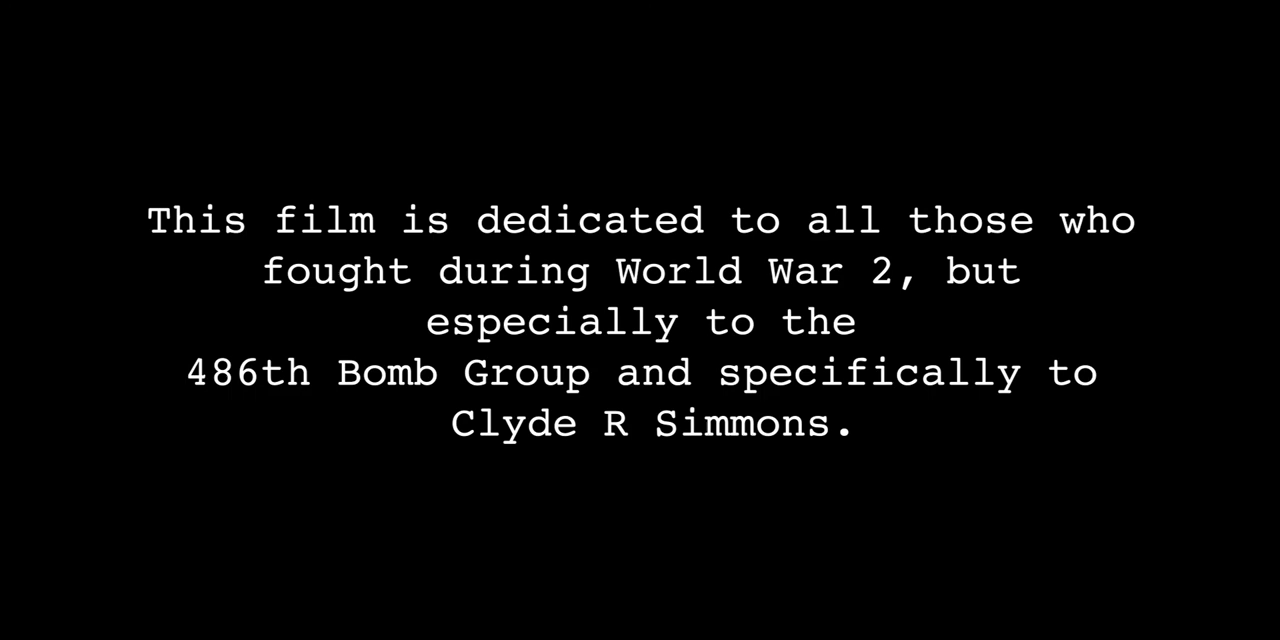 This film is dedicated to all those who
fought during World War 2, but
especially to the
486th Bomb Group and specifically to
Clyde R Simmons.